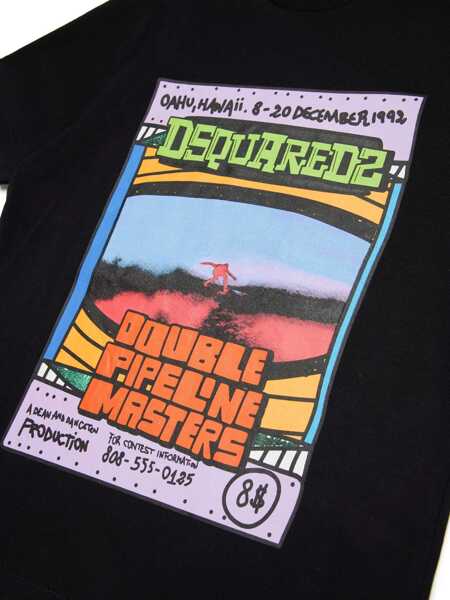 OAHU, HAWAii. 8-20 DECEMBER, 1992
DSQUARED2
DOUBLE
PIPELINE
MASTERS
A DEAN AND DAN CATEN
PRODUCTION
FOR CONTEST INFORMATION
808-555-0125
8$